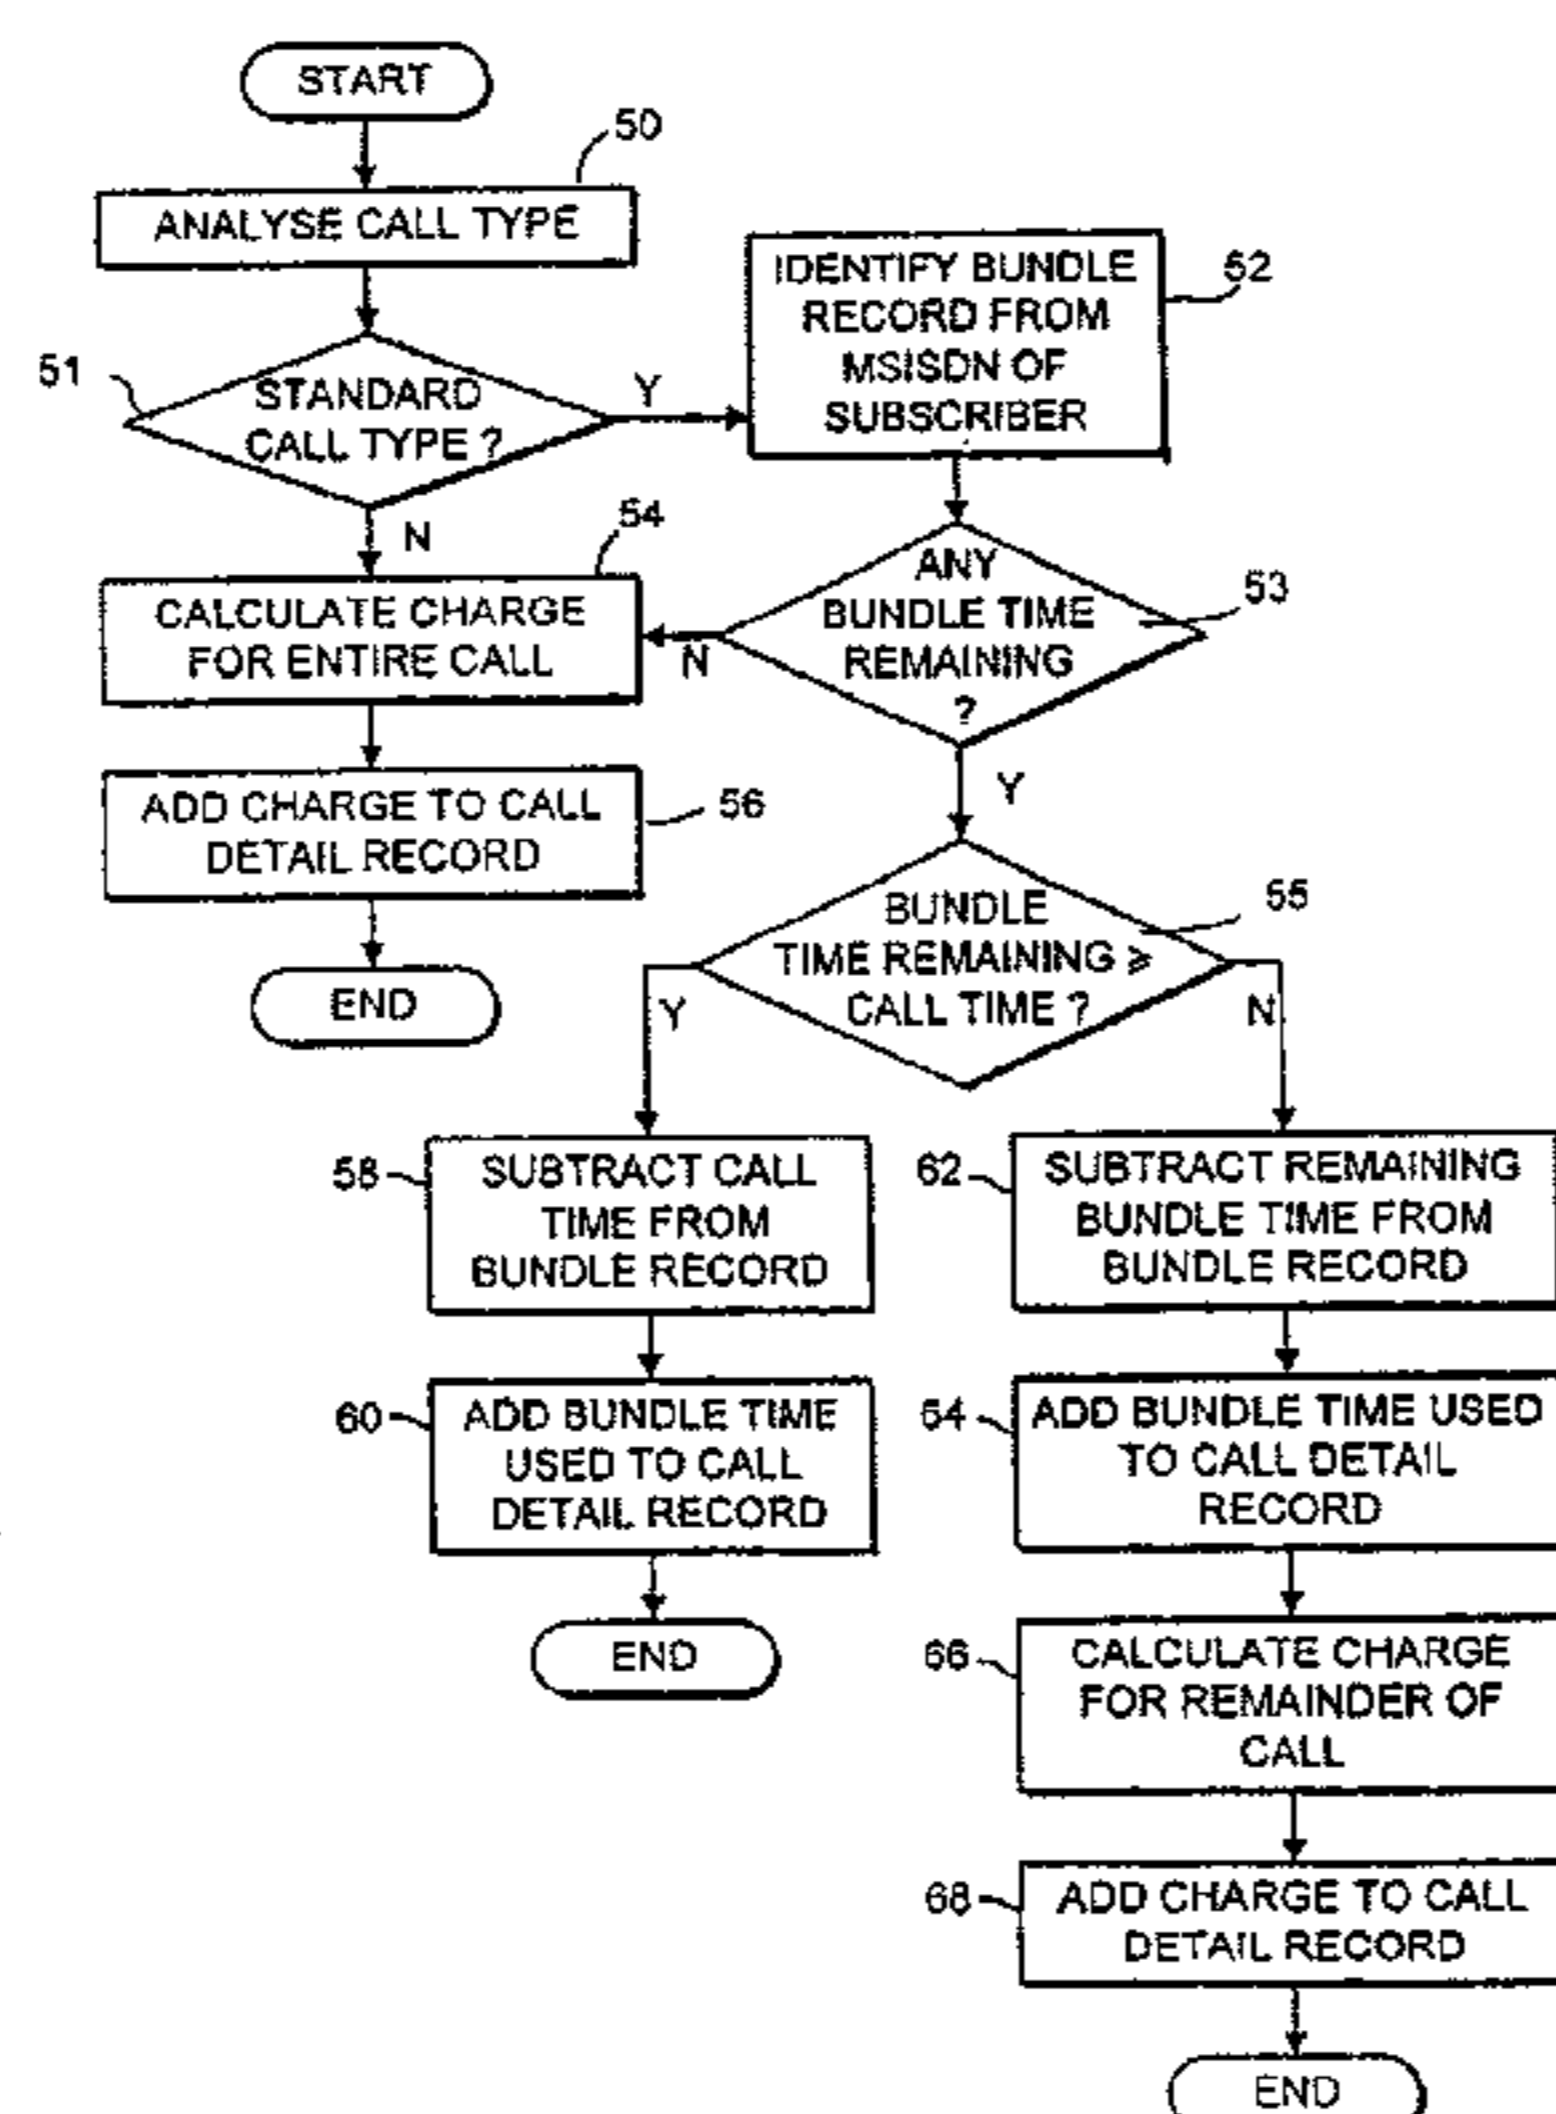 START
50
ANALYSE CALL TYPE
51
STANDARD
CALL TYPE ?
Y
N
IDENTIFY BUNDLE
RECORD FROM
MSISDN OF
SUBSCRIBER
52
54
CALCULATE CHARGE
FOR ENTIRE CALL
ANY
BUNDLE TIME
REMAINING
?
53
N
Y
ADD CHARGE TO CALL
DETAIL RECORD
56
END
BUNDLE
TIME REMAINING ⩾
CALL TIME ?
55
Y
N
58
SUBTRACT CALL
TIME FROM
BUNDLE RECORD
62
SUBTRACT REMAINING
BUNDLE TIME FROM
BUNDLE RECORD
60
ADD BUNDLE TIME
USED TO CALL
DETAIL RECORD
64
ADD BUNDLE TIME USED
TO CALL DETAIL
RECORD
END
66
CALCULATE CHARGE
FOR REMAINDER OF
CALL
68
ADD CHARGE TO CALL
DETAIL RECORD
END